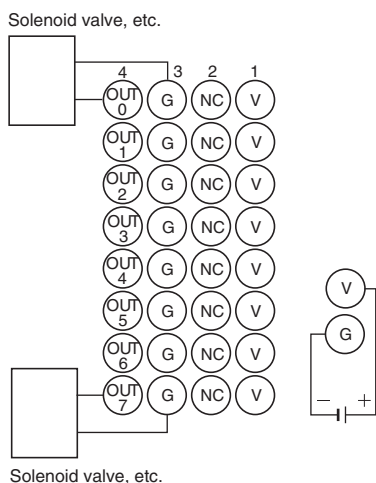 Solenoid valve, etc.
4 3 2 1
OUT 0 G NC V
OUT 1 G NC V
OUT 2 G NC V
OUT 3 G NC V
OUT 4 G NC V
OUT 5 G NC V
OUT 6 G NC V
OUT 7 G NC V
V
G
− +
Solenoid valve, etc.